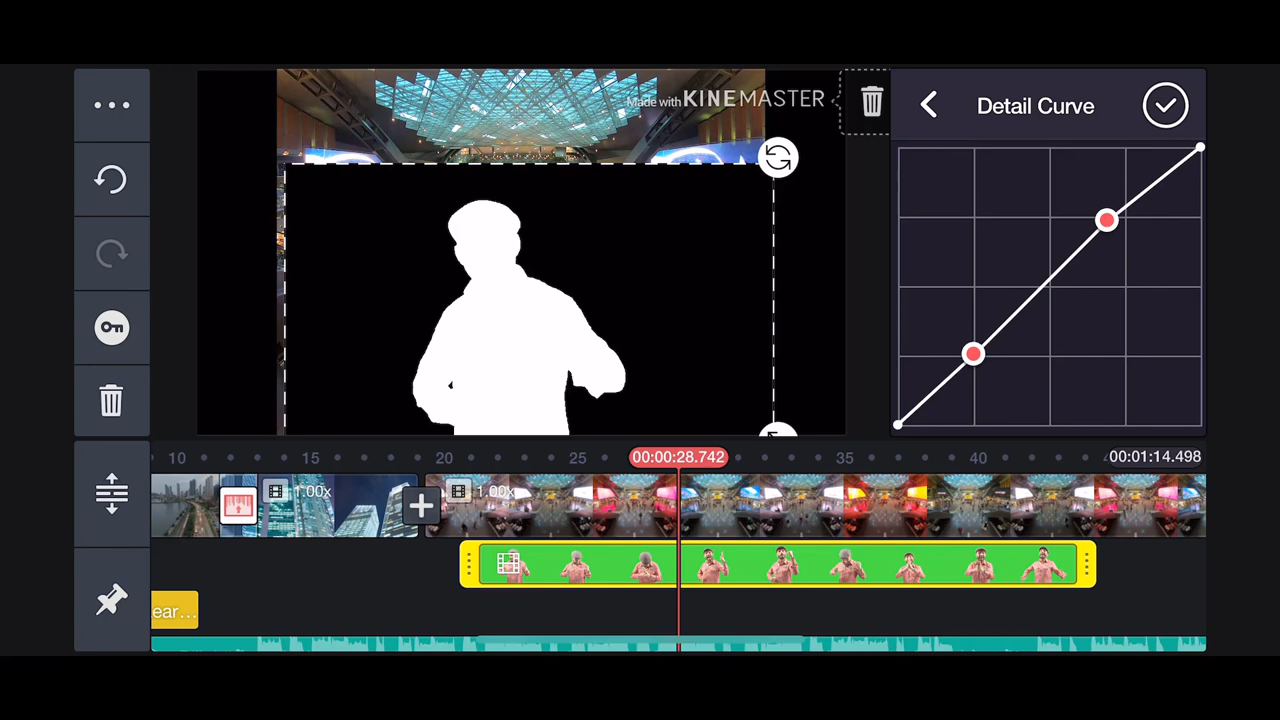 Made with KINEMASTER
Detail Curve
10
15
20
25
00:00:28.742
35
40
00:01:14.498
1.00x
1.00x
ear...